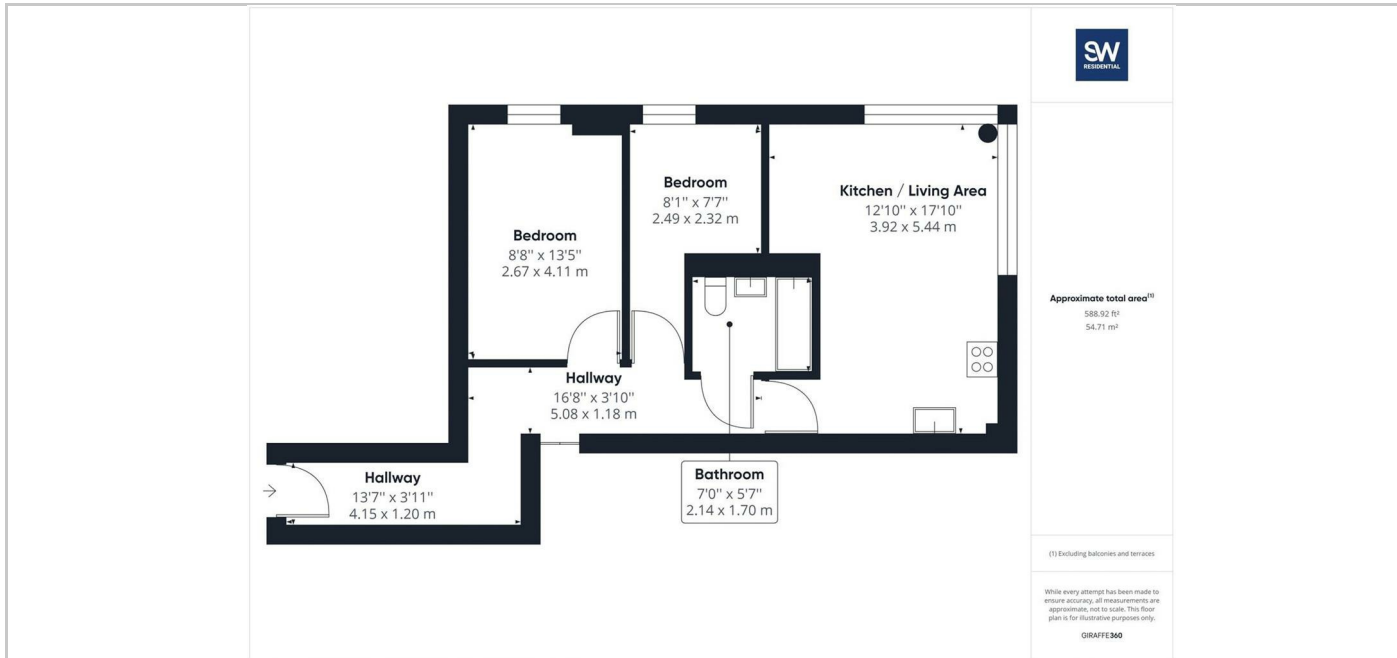 SW
RESIDENTIAL
Bedroom
8'8'' x 13'5''
2.67 x 4.11 m
Bedroom
8'1'' x 7'7''
2.49 x 2.32 m
Kitchen / Living Area
12'10'' x 17'10''
3.92 x 5.44 m
Hallway
16'8'' x 3'10''
5.08 x 1.18 m
Hallway
13'7'' x 3'11''
4.15 x 1.20 m
Bathroom
7'0'' x 5'7''
2.14 x 1.70 m
Approximate total area(1)
588.92 ft²
54.71 m²
(1) Excluding balconies and terraces
While every attempt has been made to
ensure accuracy, all measurements are
approximate, not to scale. This floor
plan is for illustrative purposes only.
GIRAFFE360